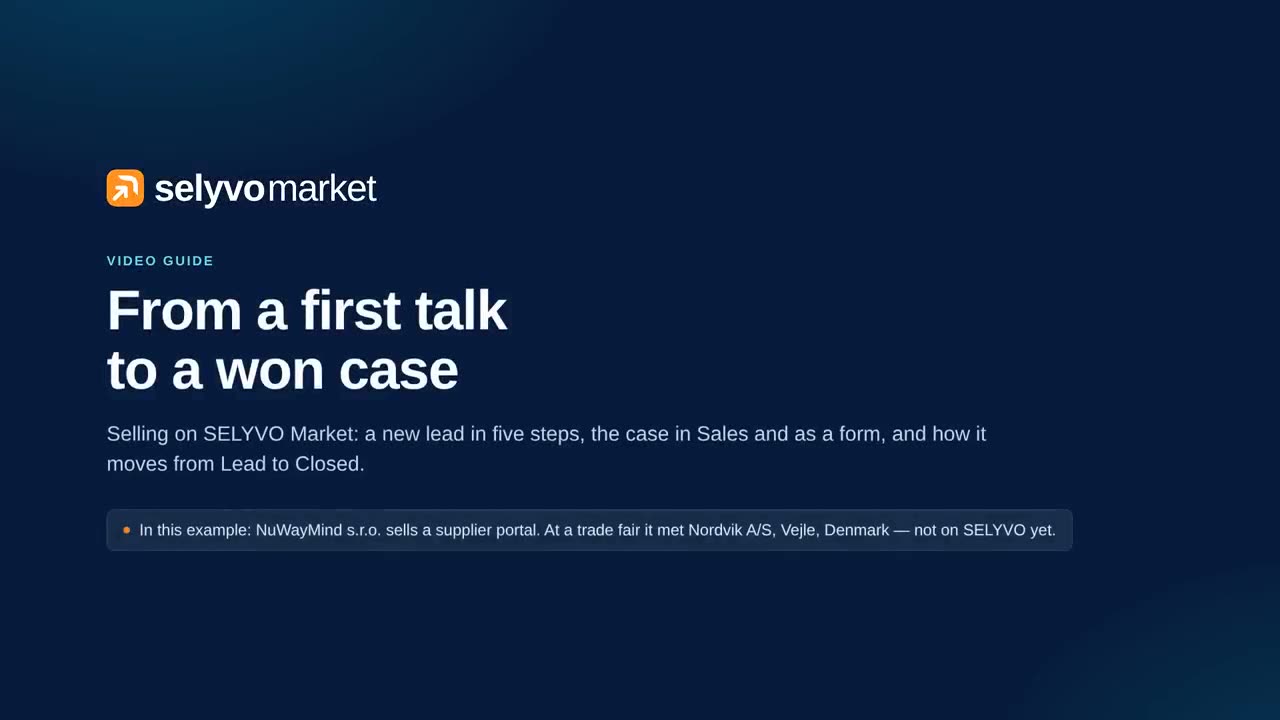 selyvomarket
VIDEO GUIDE
From a first talk
to a won case
Selling on SELYVO Market: a new lead in five steps, the case in Sales and as a form, and how it
moves from Lead to Closed.
In this example: NuWayMind s.r.o. sells a supplier portal. At a trade fair it met Nordvik A/S, Vejle, Denmark — not on SELYVO yet.